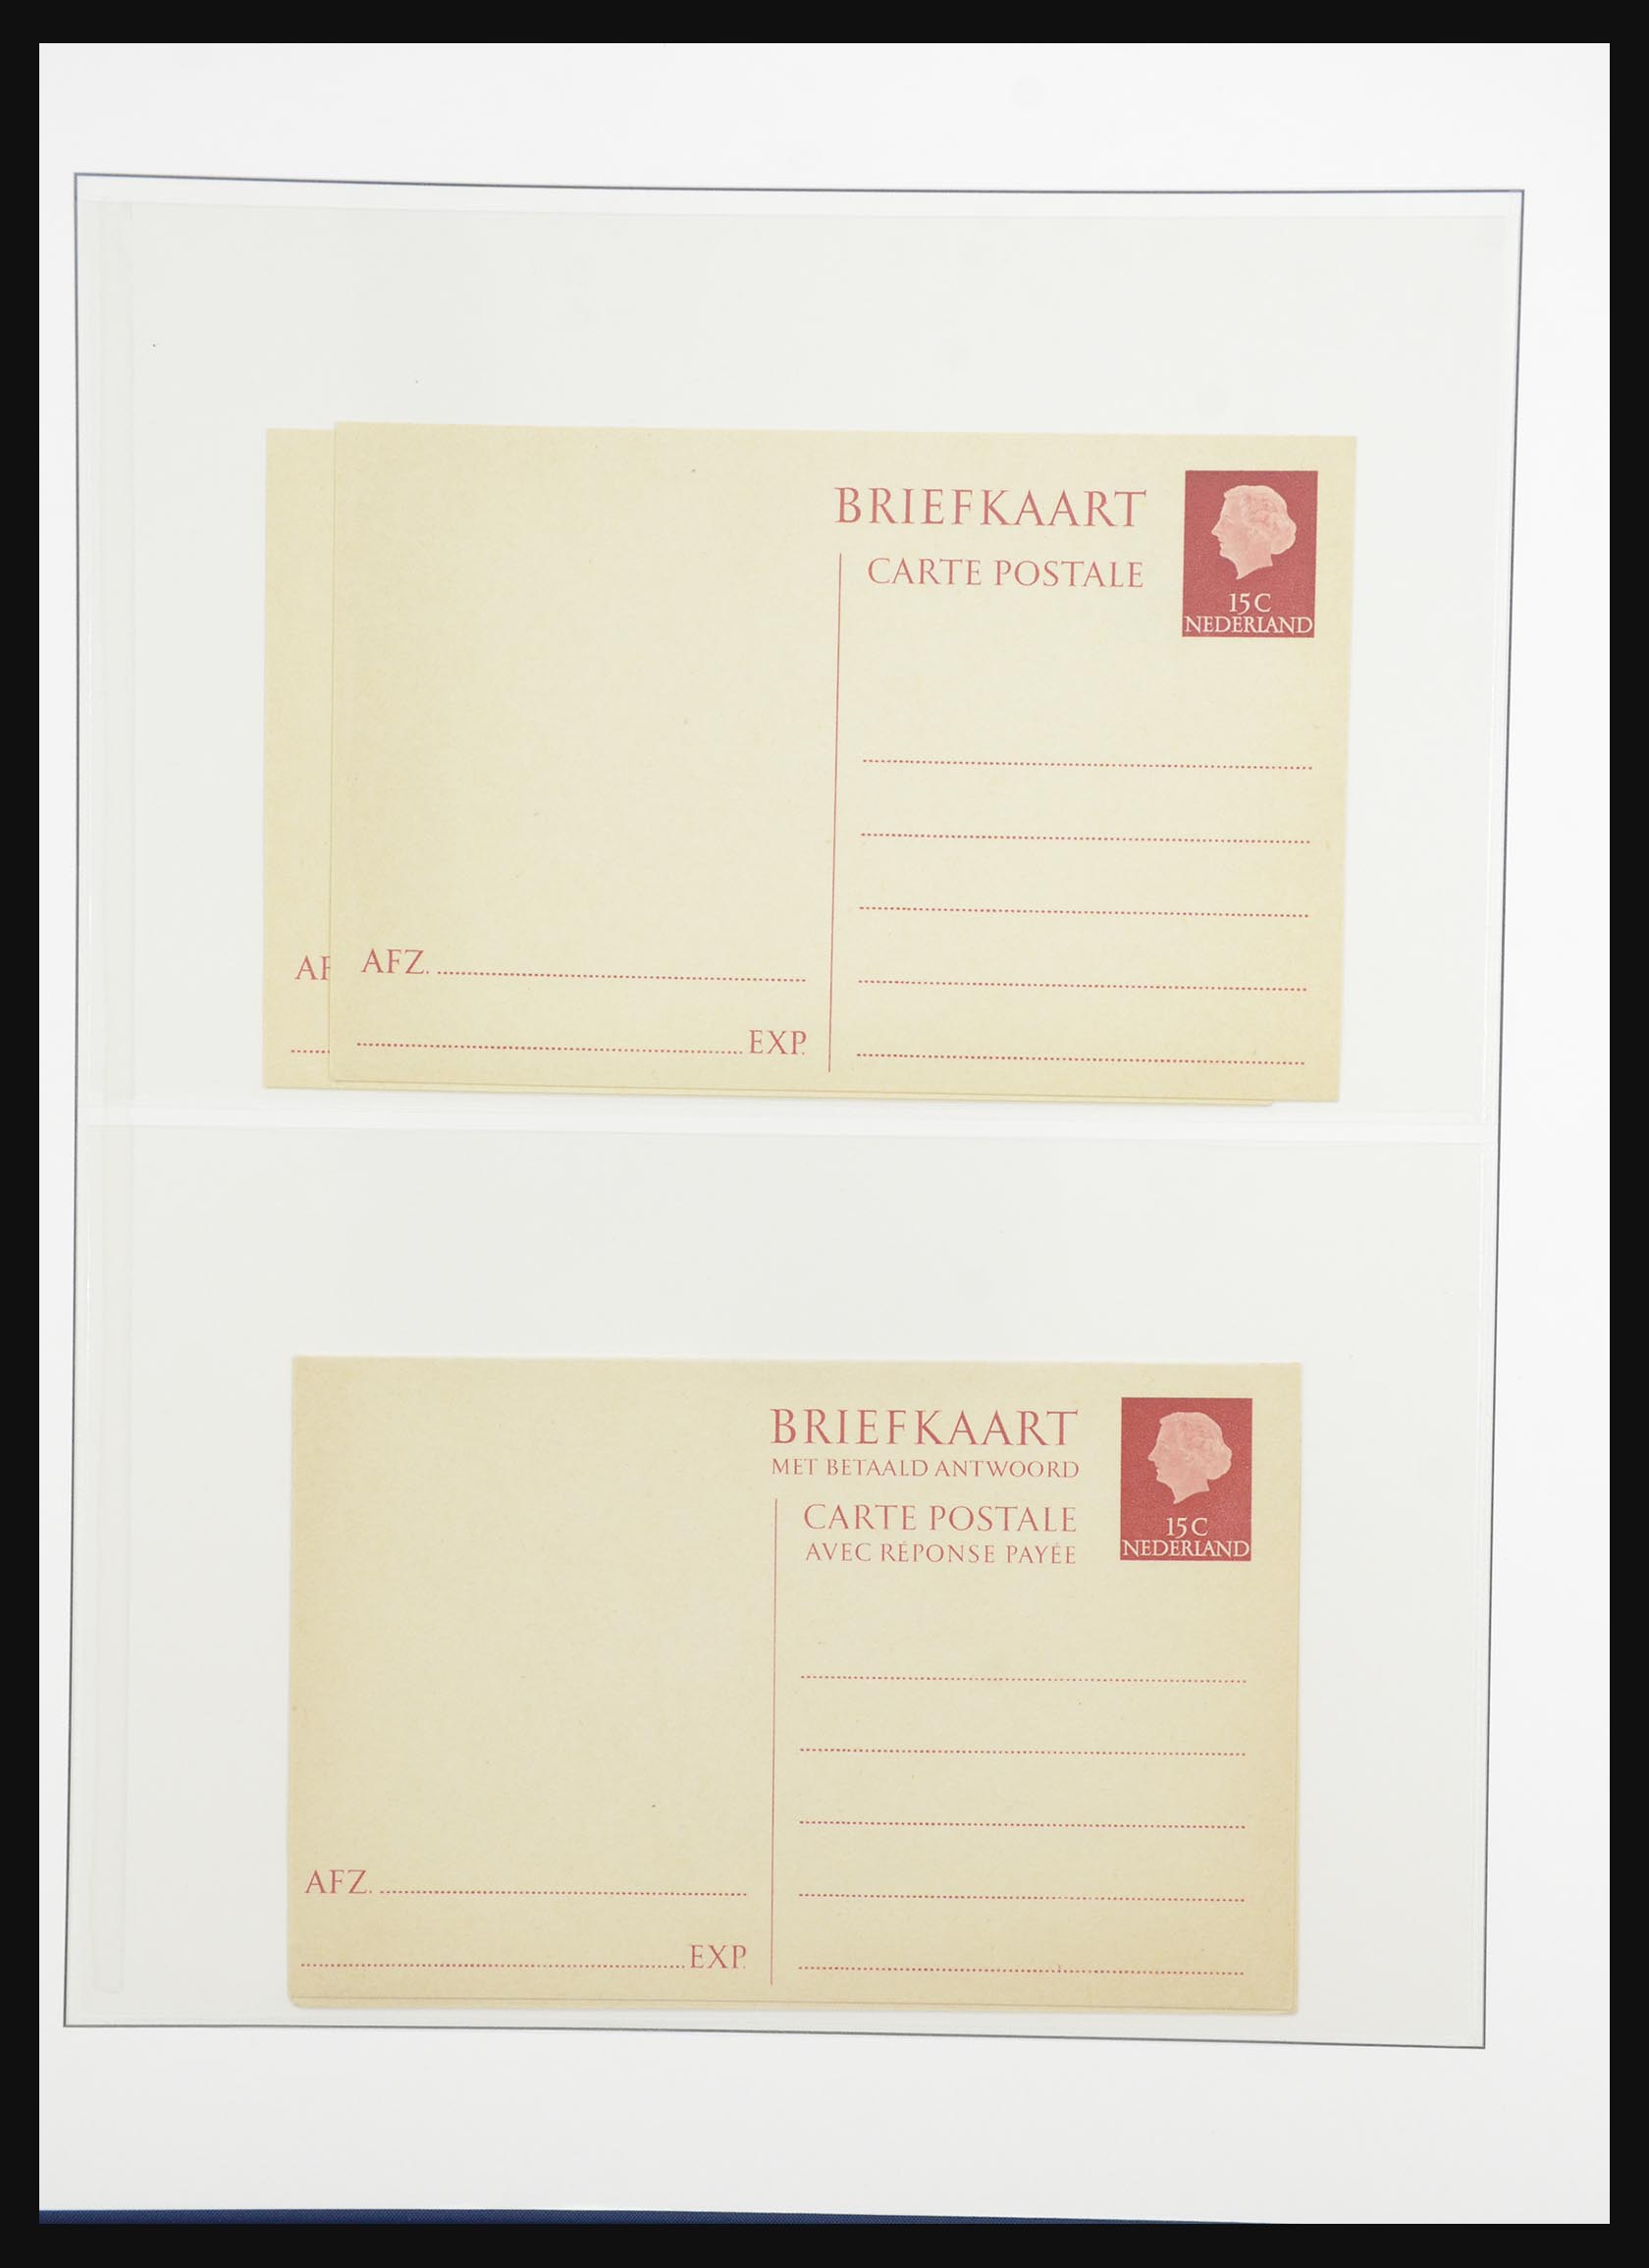 BRIEFKAART
CARTE POSTALE
15 C
NEDERLAND
AF
AFZ.
EXP.
BRIEFKAART
MET BETAALD ANTWOORD
CARTE POSTALE
AVEC RÉPONSE PAYÉE
15 C
NEDERLAND
AFZ.
EXP.